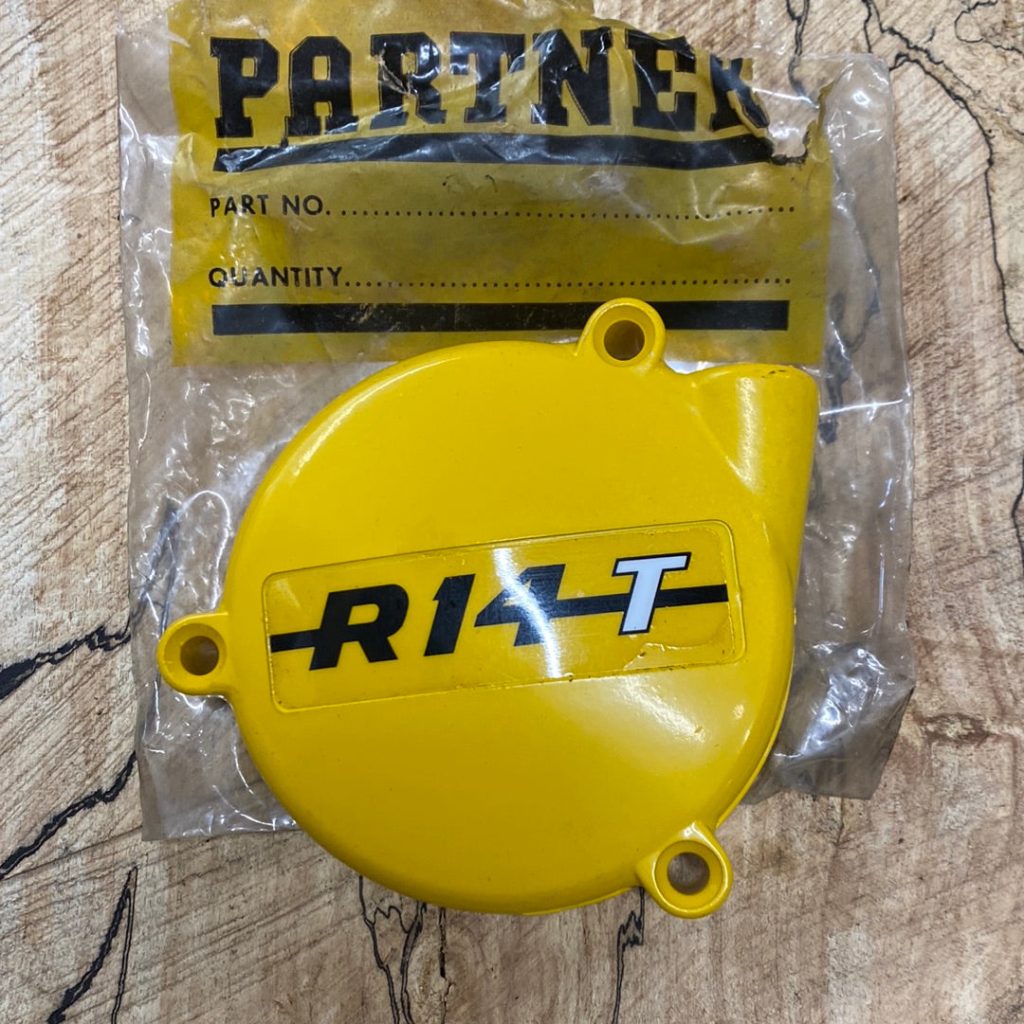 PARTNER
PART NO. ........................................
QUANTITY........................................
R14T